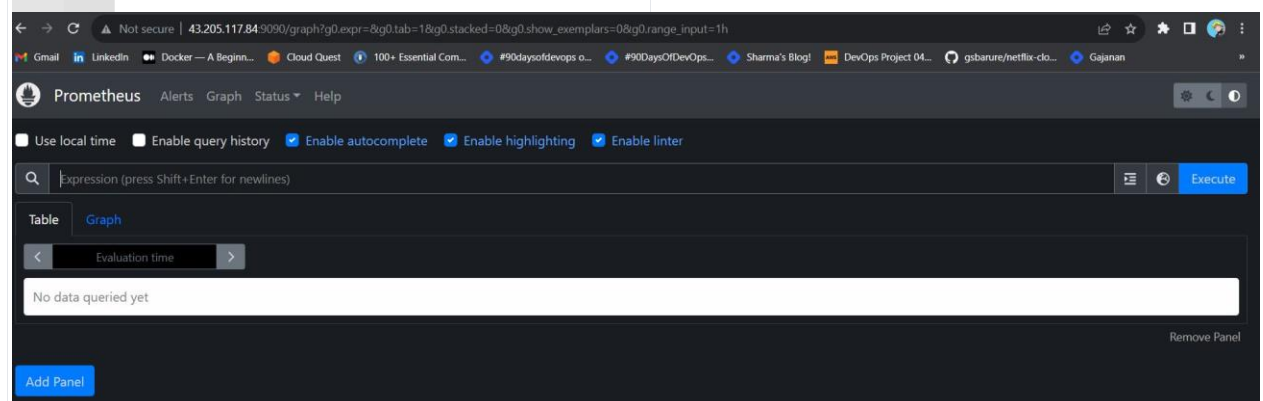 Not secure | 43.205.117.84:9090/graph?g0.expr=&g0.tab=1&g0.stacked=0&g0.show_exemplars=0&g0.range_input=1h
Gmail LinkedIn Docker — A Beginn... Cloud Quest 100+ Essential Com... #90daysofdevops o... #90DaysOfDevOps... Sharma's Blog! DevOps Project 04... gsbarure/netflix-clo... Gajanan »
Prometheus Alerts Graph Status Help
Use local time Enable query history Enable autocomplete Enable highlighting Enable linter
Expression (press Shift+Enter for newlines) Execute
Table Graph
< Evaluation time >
No data queried yet
Remove Panel
Add Panel